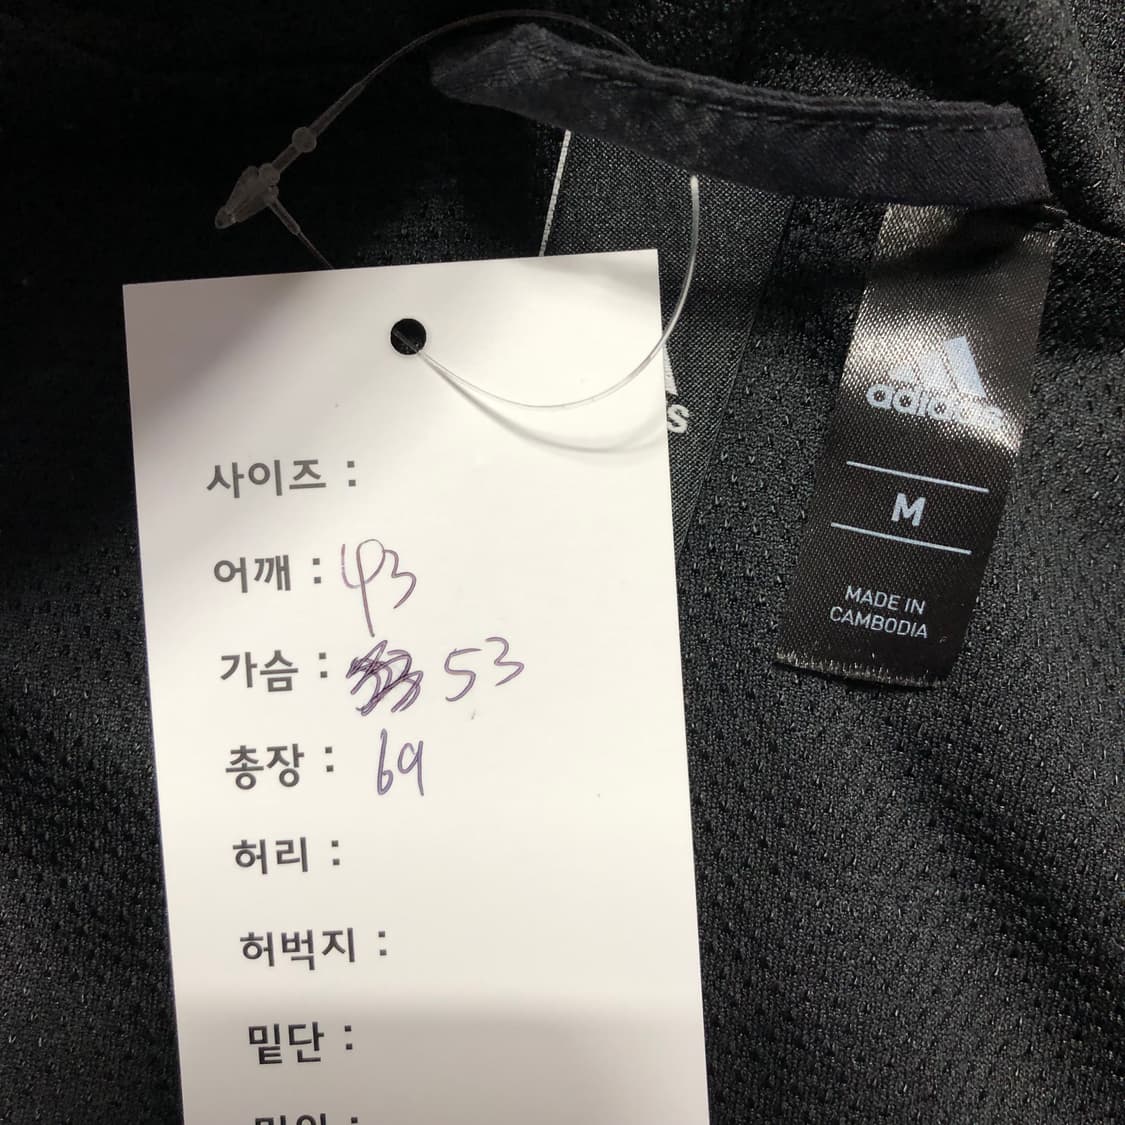 사이즈 :
어깨 : 43
가슴 : 53
총장 : 69
허리 :
허벅지 :
밑단 :
s
adidas
M
MADE IN
CAMBODIA